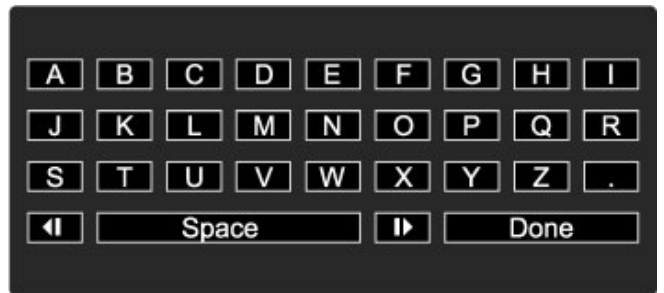 A B C D E F G H I
J K L M N O P Q R
S T U V W X Y Z .
Space Done